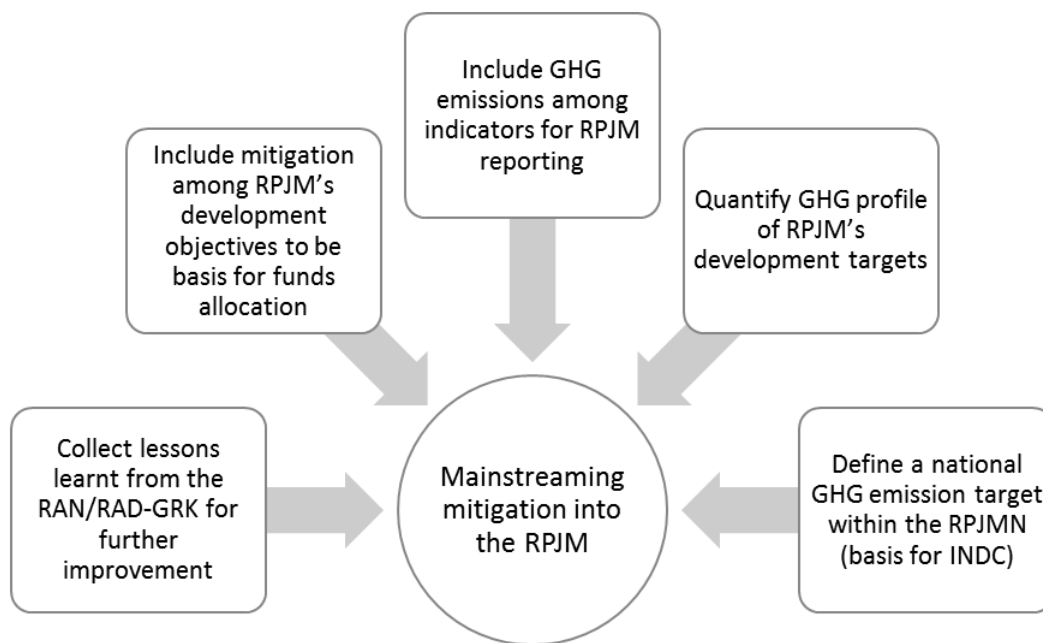 Include GHG
emissions among
indicators for RPJM
reporting
Include mitigation
among RPJM’s
development
objectives to be
basis for funds
allocation
Quantify GHG profile
of RPJM’s
development targets
Collect lessons
learnt from the
RAN/RAD-GRK for
further
improvement
Mainstreaming
mitigation into
the RPJM
Define a national
GHG emission target
within the RPJMN
(basis for INDC)